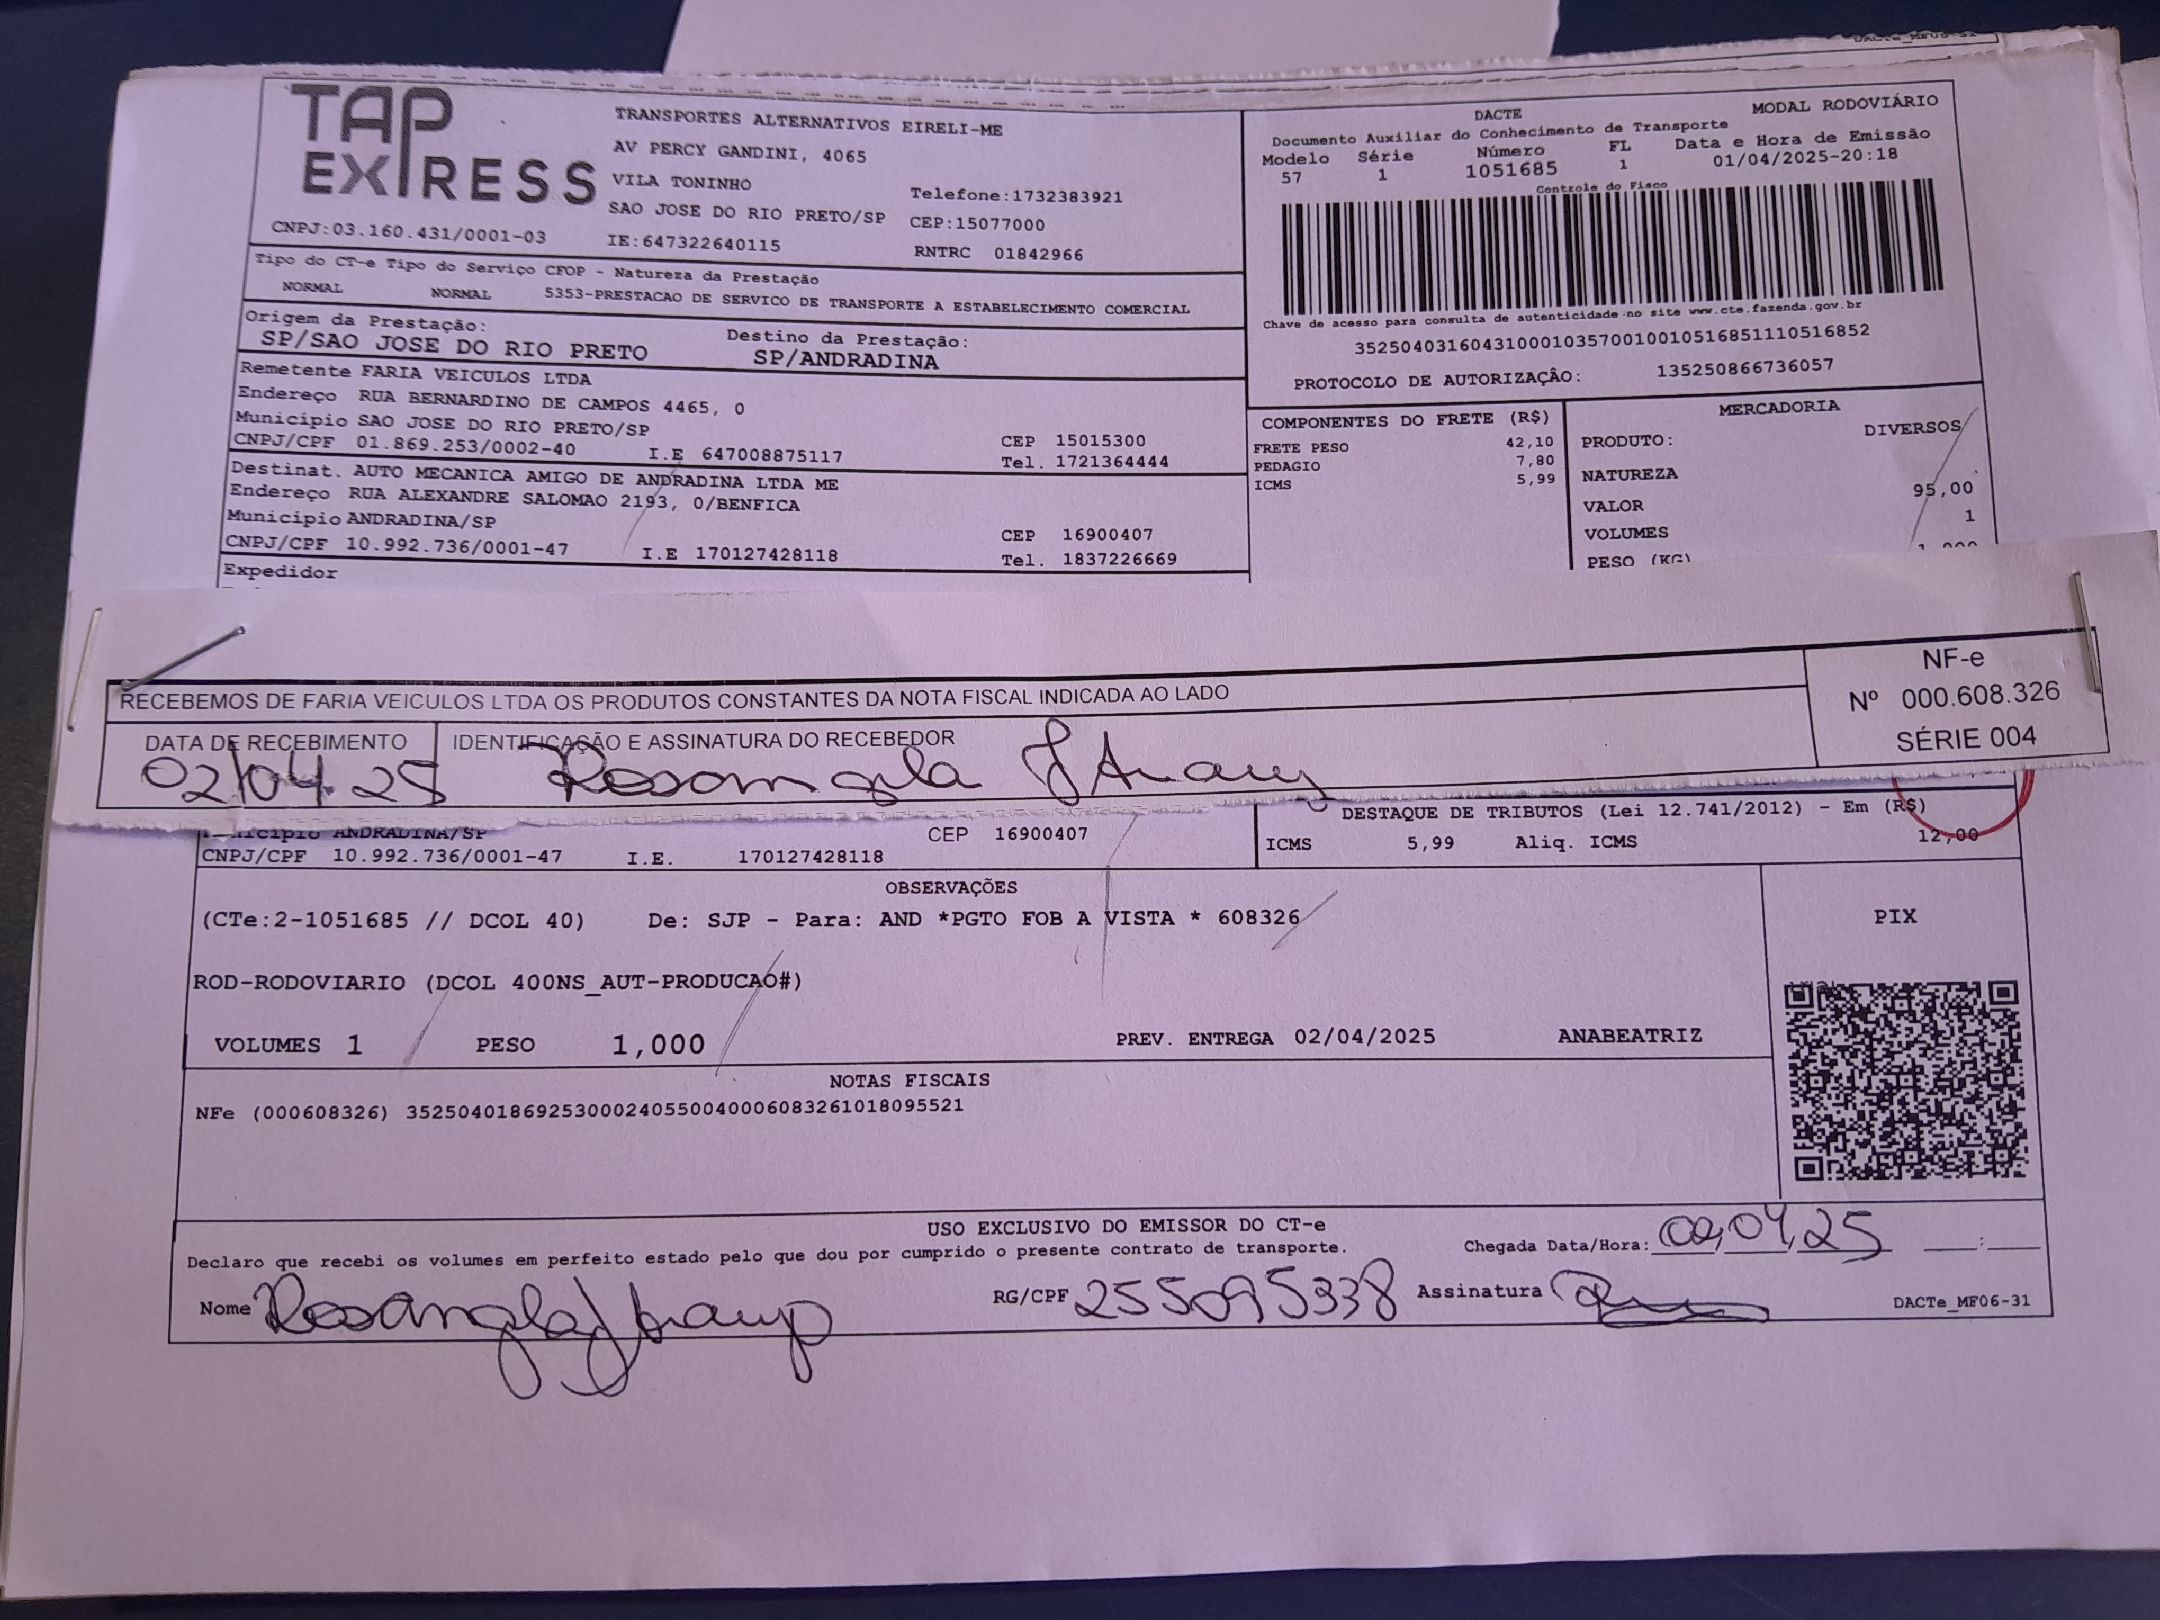 TAP EXPRESS
TRANSPORTES ALTERNATIVOS EIRELI-ME
AV PERCY GANDINI, 4065
VILA TONINHO
Telefone:1732383921
SAO JOSE DO RIO PRETO/SP CEP:15077000
CNPJ:03.160.431/0001-03 IE:647322640115 RNTRC 01842966
Tipo do CT-e Tipo do Serviço CFOP - Natureza da Prestação
NORMAL NORMAL 5353-PRESTACAO DE SERVICO DE TRANSPORTE A ESTABELECIMENTO COMERCIAL
Origem da Prestação: Destino da Prestação:
SP/SAO JOSE DO RIO PRETO SP/ANDRADINA
Remetente FARIA VEICULOS LTDA
Endereço RUA BERNARDINO DE CAMPOS 4465, 0
Município SAO JOSE DO RIO PRETO/SP CEP 15015300
CNPJ/CPF 01.869.253/0002-40 I.E 647008875117 Tel. 1721364444
Destinat. AUTO MECANICA AMIGO DE ANDRADINA LTDA ME
Endereço RUA ALEXANDRE SALOMAO 2193, 0/BENFICA
Município ANDRADINA/SP CEP 16900407
CNPJ/CPF 10.992.736/0001-47 I.E 170127428118 Tel. 1837226669
Expedidor
DACTE MODAL RODOVIÁRIO
Documento Auxiliar do Conhecimento de Transporte
Modelo Série Número FL Data e Hora de Emissão
57 1 1051685 1 01/04/2025-20:18
Controle do Fisco
Chave de acesso para consulta de autenticidade no site www.cte.fazenda.gov.br
35250403160431000103570010010516851110516852
PROTOCOLO DE AUTORIZAÇÂO: 135250866736057
COMPONENTES DO FRETE (R$)
FRETE PESO 42,10
PEDAGIO 7,80
ICMS 5,99
MERCADORIA
PRODUTO: DIVERSOS
NATUREZA
VALOR 95,00
VOLUMES 1
PESO (KG) 1,000
RECEBEMOS DE FARIA VEICULOS LTDA OS PRODUTOS CONSTANTES DA NOTA FISCAL INDICADA AO LADO
DATA DE RECEBIMENTO IDENTIFICAÇÃO E ASSINATURA DO RECEBEDOR
02/04.25 Rosangela
NF-e
Nº 000.608.326
SÉRIE 004
Município ANDRADINA/SP CEP 16900407
CNPJ/CPF 10.992.736/0001-47 I.E. 170127428118
DESTAQUE DE TRIBUTOS (Lei 12.741/2012) - Em (R$)
ICMS 5,99 Aliq. ICMS 12,00
OBSERVAÇÕES
(CTe:2-1051685 // DCOL 40) De: SJP - Para: AND *PGTO FOB A VISTA * 608326
ROD-RODOVIARIO (DCOL 400NS_AUT-PRODUCAO#)
VOLUMES 1 PESO 1,000 PREV. ENTREGA 02/04/2025 ANABEATRIZ
PIX
NOTAS FISCAIS
NFe (000608326) 35250401869253000240550040006083261018095521
USO EXCLUSIVO DO EMISSOR DO CT-e
Declaro que recebi os volumes em perfeito estado pelo que dou por cumprido o presente contrato de transporte. Chegada Data/Hora: 02,04,25 ___:___
Nome Rosangela RG/CPF 255095338 Assinatura
DACTe_MF06-31